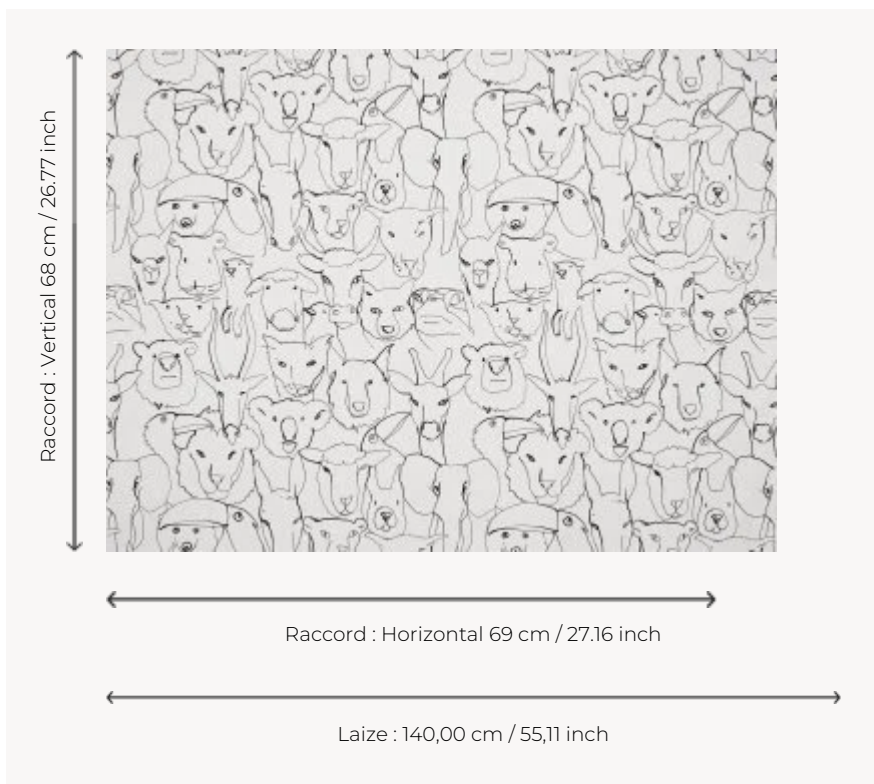 Raccord : Vertical 68 cm / 26.77 inch
Raccord : Horizontal 69 cm / 27.16 inch
Laize : 140,00 cm / 55,11 inch